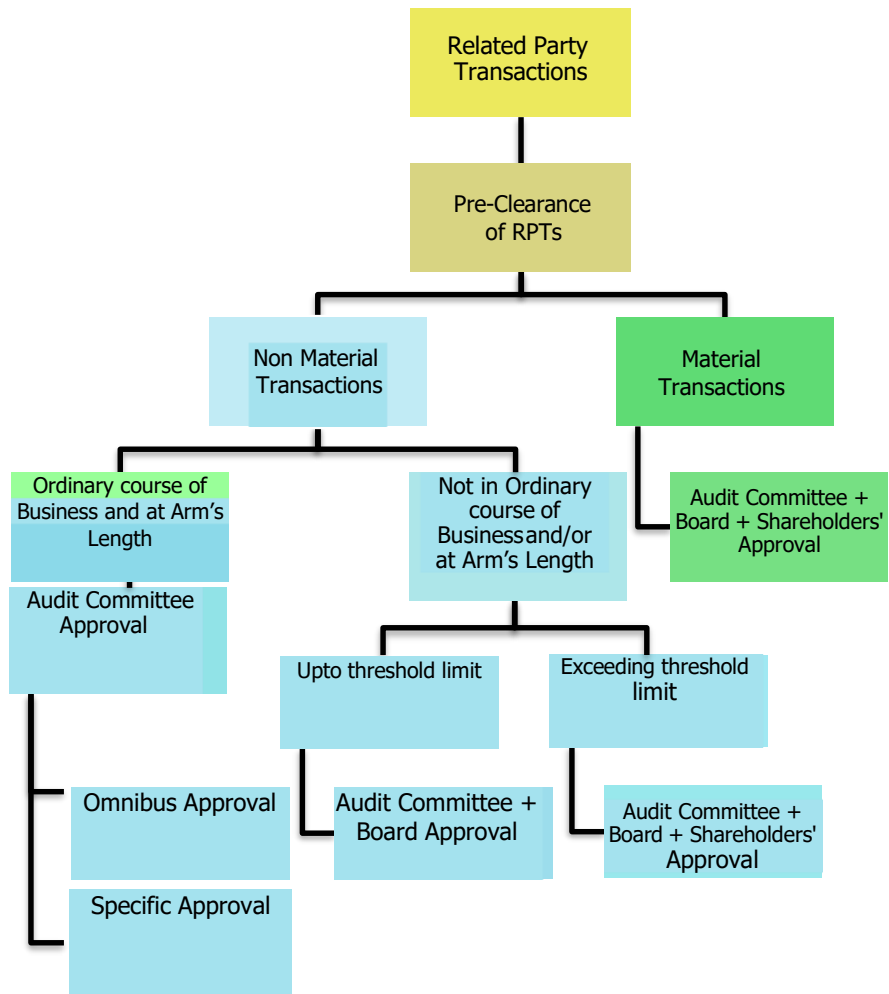 Related Party
Transactions
Pre-Clearance
of RPTs
Non Material
Transactions
Material
Transactions
Ordinary course of
Business and at Arm's
Length
Not in Ordinary
course of
Business and/or
at Arm's Length
Audit Committee +
Board + Shareholders'
Approval
Audit Committee
Approval
Upto threshold limit
Exceeding threshold
limit
Omnibus Approval
Audit Committee +
Board Approval
Audit Committee +
Board + Shareholders'
Approval
Specific Approval